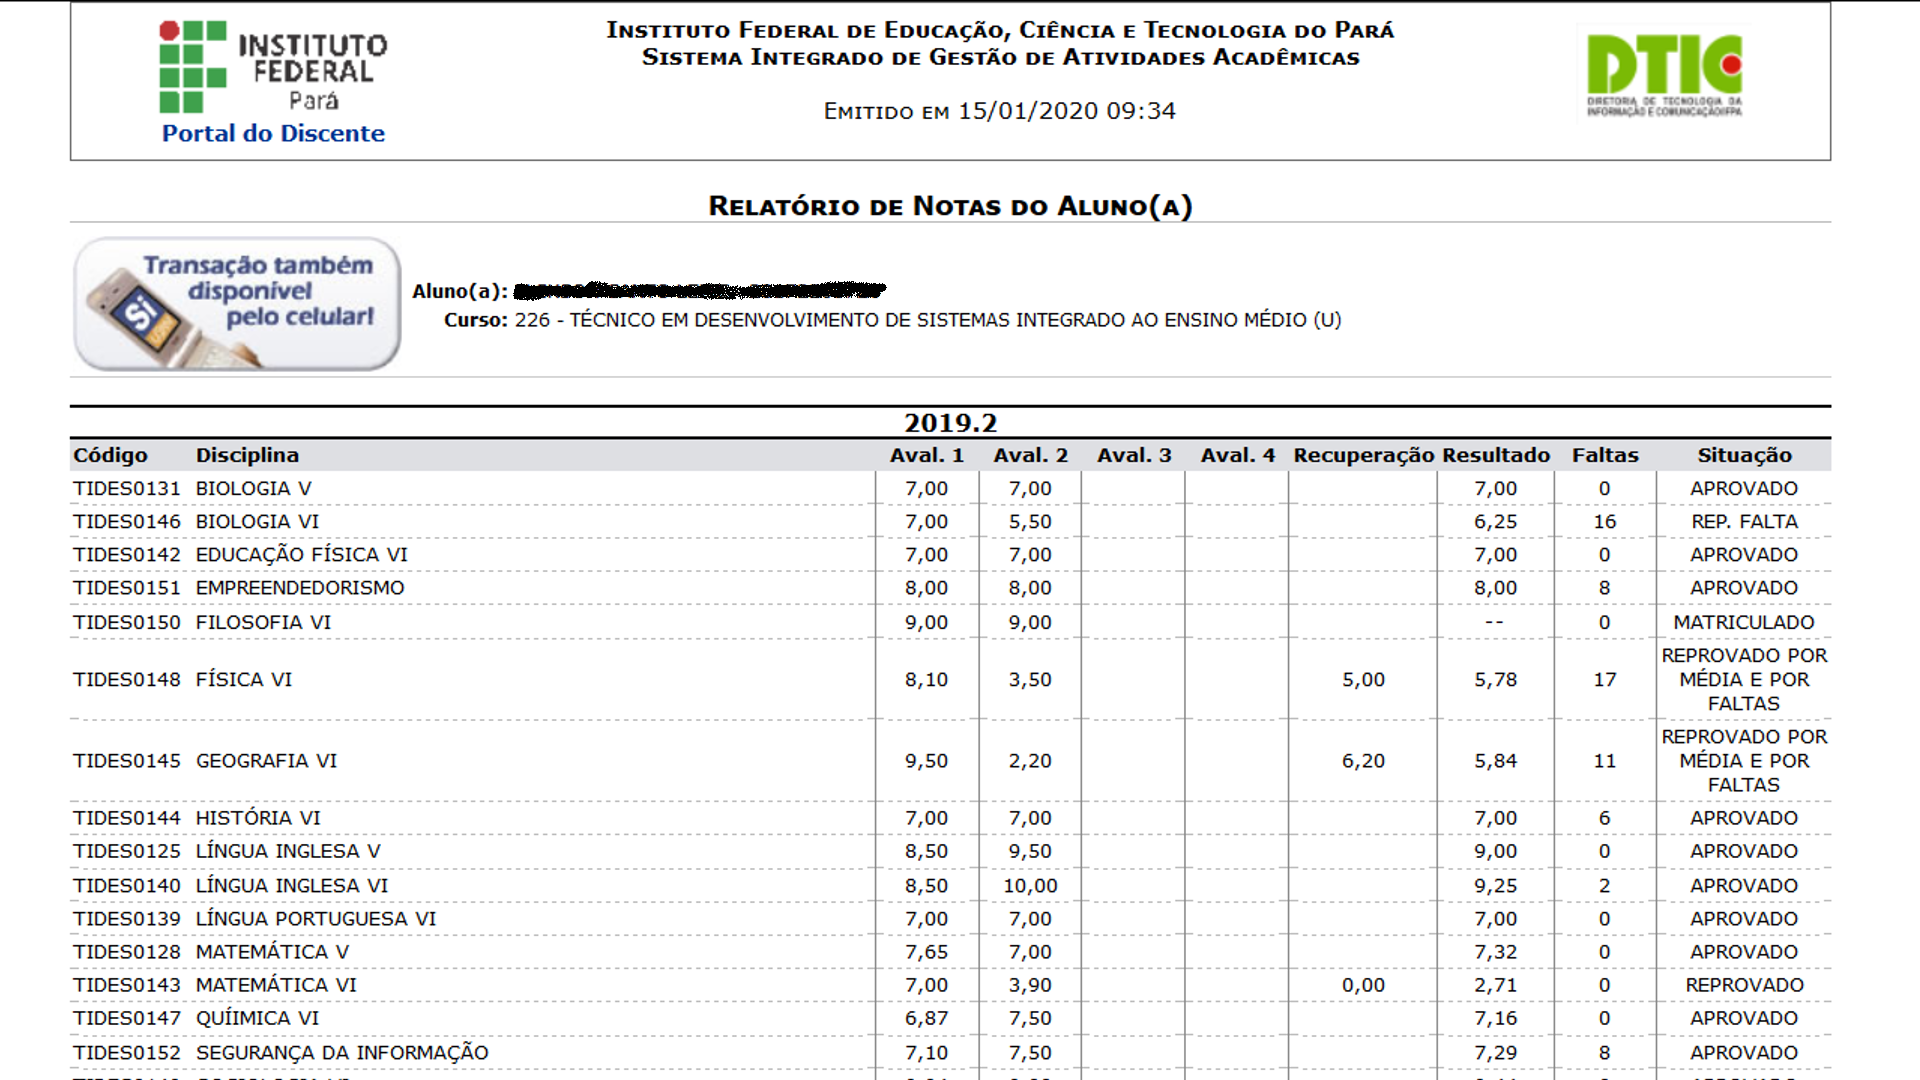 INSTITUTO
FEDERAL
Pará
Portal do Discente
INSTITUTO FEDERAL DE EDUCAÇÃO, CIÊNCIA E TECNOLOGIA DO PARÁ
SISTEMA INTEGRADO DE GESTÃO DE ATIVIDADES ACADÊMICAS
EMITIDO EM 15/01/2020 09:34
DTIC
DIRETORIA DE TECNOLOGIA DA
INFORMAÇÃO E COMUNICAÇÃO/IFPA
RELATÓRIO DE NOTAS DO ALUNO(A)
Transação também
disponível
pelo celular!
Si
Aluno(a):
Curso: 226 - TÉCNICO EM DESENVOLVIMENTO DE SISTEMAS INTEGRADO AO ENSINO MÉDIO (U)
2019.2
Código Disciplina Aval. 1 Aval. 2 Aval. 3 Aval. 4 Recuperação Resultado Faltas Situação
TIDES0131 BIOLOGIA V 7,00 7,00 7,00 0 APROVADO
TIDES0146 BIOLOGIA VI 7,00 5,50 6,25 16 REP. FALTA
TIDES0142 EDUCAÇÃO FÍSICA VI 7,00 7,00 7,00 0 APROVADO
TIDES0151 EMPREENDEDORISMO 8,00 8,00 8,00 8 APROVADO
TIDES0150 FILOSOFIA VI 9,00 9,00 -- 0 MATRICULADO
TIDES0148 FÍSICA VI 8,10 3,50 5,00 5,78 17 REPROVADO POR
MÉDIA E POR
FALTAS
TIDES0145 GEOGRAFIA VI 9,50 2,20 6,20 5,84 11 REPROVADO POR
MÉDIA E POR
FALTAS
TIDES0144 HISTÓRIA VI 7,00 7,00 7,00 6 APROVADO
TIDES0125 LÍNGUA INGLESA V 8,50 9,50 9,00 0 APROVADO
TIDES0140 LÍNGUA INGLESA VI 8,50 10,00 9,25 2 APROVADO
TIDES0139 LÍNGUA PORTUGUESA VI 7,00 7,00 7,00 0 APROVADO
TIDES0128 MATEMÁTICA V 7,65 7,00 7,32 0 APROVADO
TIDES0143 MATEMÁTICA VI 7,00 3,90 0,00 2,71 0 REPROVADO
TIDES0147 QUÍIMICA VI 6,87 7,50 7,16 0 APROVADO
TIDES0152 SEGURANÇA DA INFORMAÇÃO 7,10 7,50 7,29 8 APROVADO